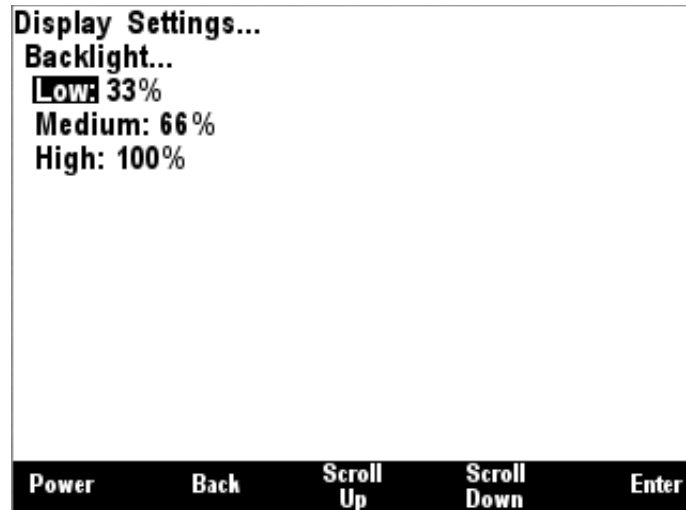 Display Settings...
Backlight...
Low: 33%
Medium: 66%
High: 100%
Power Back Scroll Up Scroll Down Enter